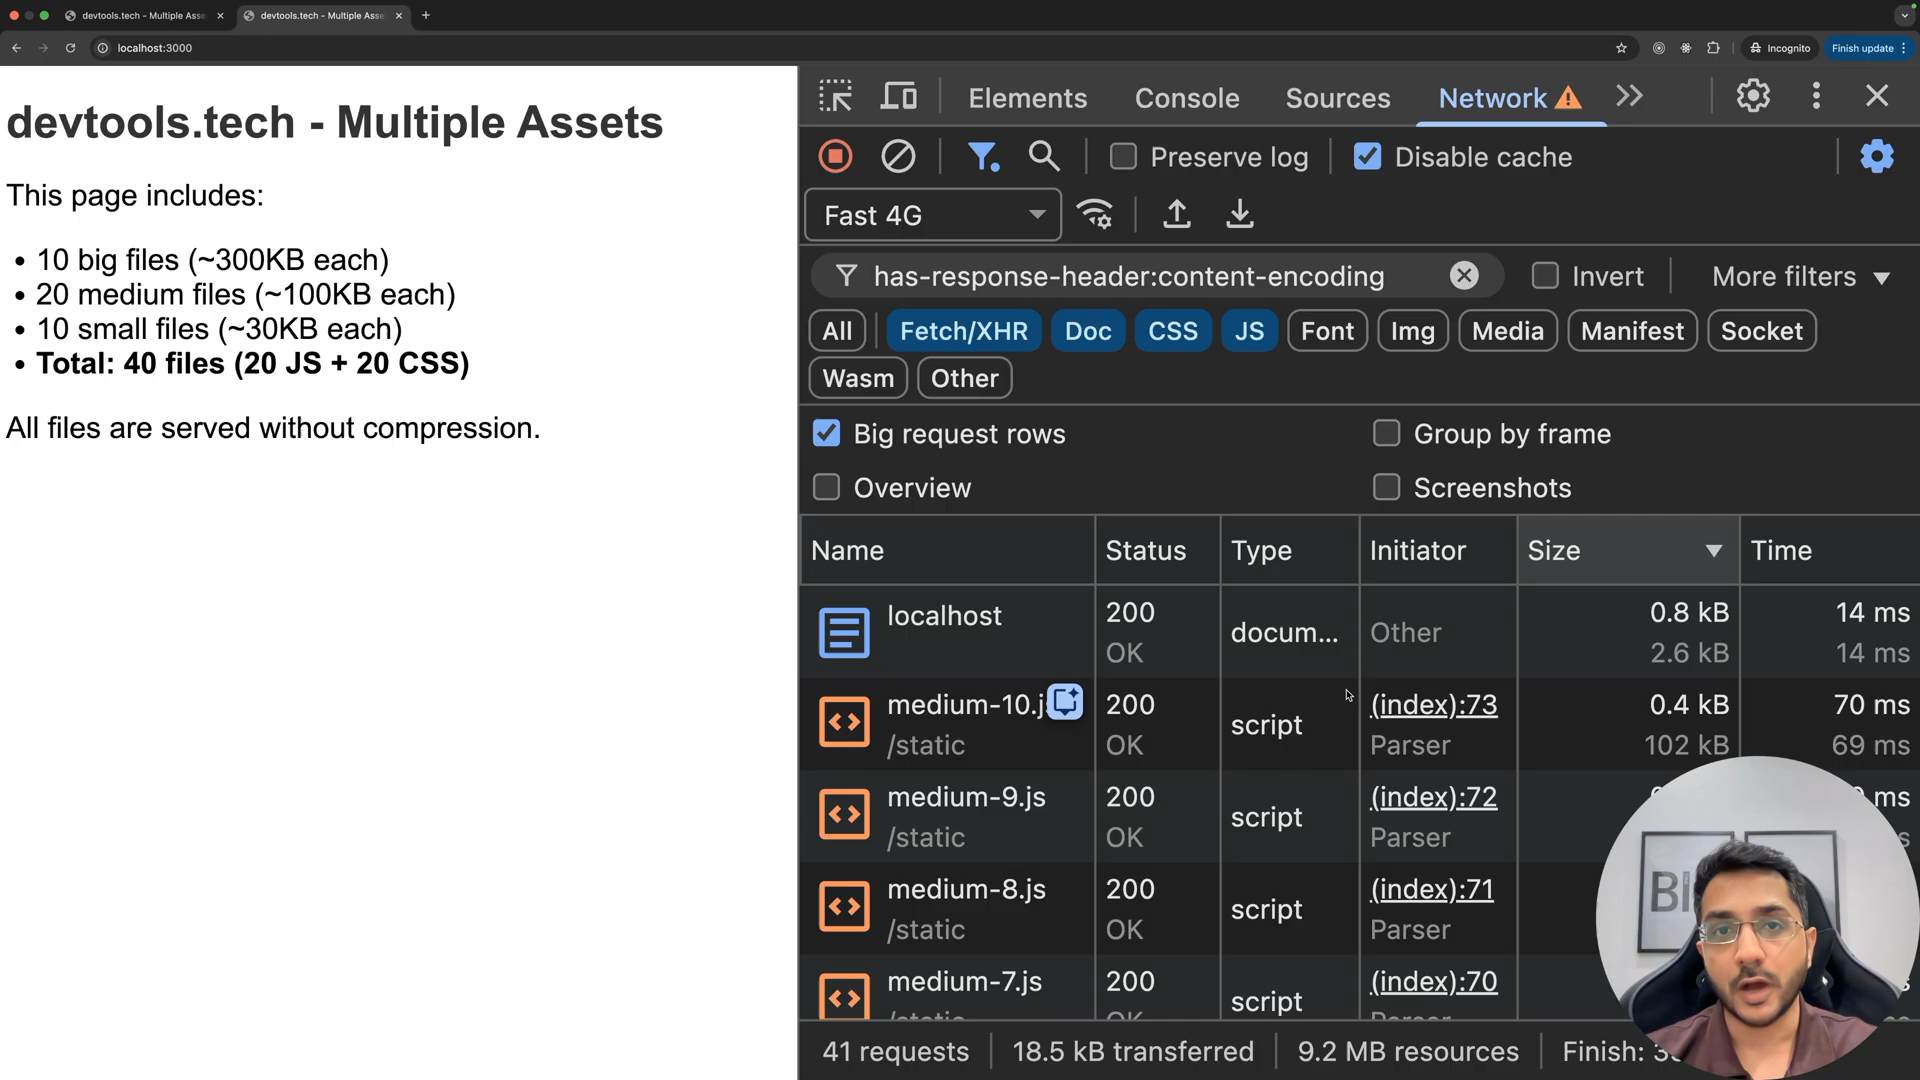 devtools.tech - Multiple Asse
devtools.tech - Multiple Asse
localhost:3000
Incognito
Finish update
devtools.tech - Multiple Assets
This page includes:
10 big files (~300KB each)
20 medium files (~100KB each)
10 small files (~30KB each)
Total: 40 files (20 JS + 20 CSS)
All files are served without compression.
Elements
Console
Sources
Network
Preserve log
Disable cache
Fast 4G
has-response-header:content-encoding
Invert
More filters
All
Fetch/XHR
Doc
CSS
JS
Font
Img
Media
Manifest
Socket
Wasm
Other
Big request rows
Group by frame
Overview
Screenshots
Name Status Type Initiator Size Time
localhost 200 docum... Other 0.8 kB 14 ms
OK 2.6 kB 14 ms
medium-10.j 200 script (index):73 0.4 kB 70 ms
/static OK Parser 102 kB 69 ms
medium-9.js 200 script (index):72 ms
/static OK Parser
medium-8.js 200 script (index):71
/static OK Parser
medium-7.js 200 script (index):70
41 requests
18.5 kB transferred
9.2 MB resources
Finish: